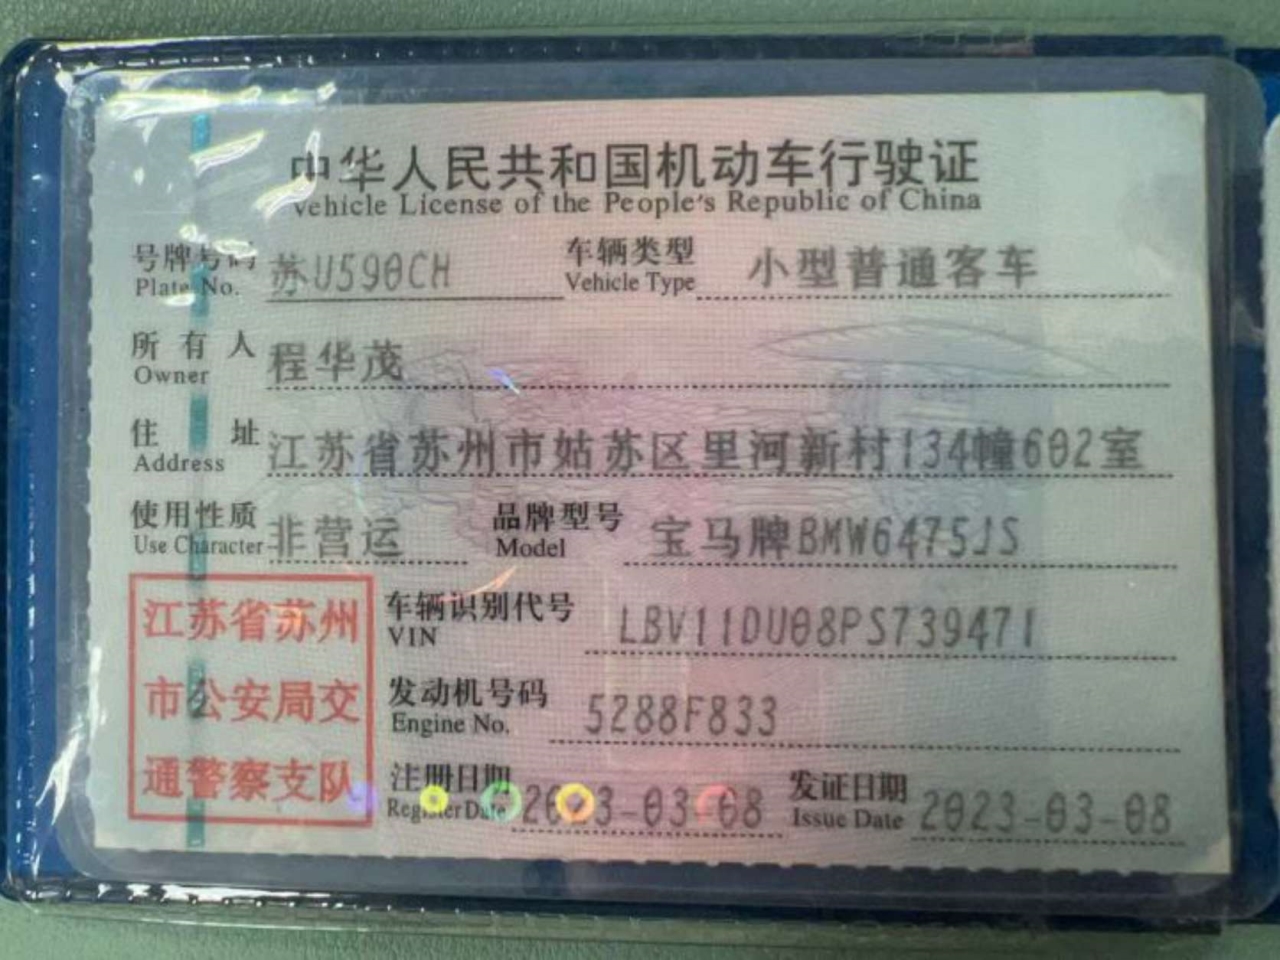 中华人民共和国机动车行驶证
Vehicle License of the People's Republic of China
号牌号码 苏U590CH 车辆类型 小型普通客车
Plate No. Vehicle Type
所有人 程华茂
Owner
住址 江苏省苏州市姑苏区里河新村134幢602室
Address
使用性质 非营运 品牌型号 宝马牌BMW6475JS
Use Character Model
江苏省苏州
市公安局交
通警察支队
车辆识别代号 LBV11DU08PS739471
VIN
发动机号码 5288F833
Engine No.
注册日期 2023-03-08 发证日期 2023-03-08
Register Date Issue Date